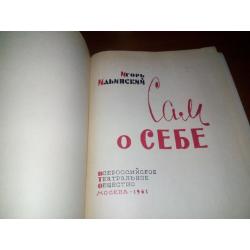 Игорь
Ильинский
Сам
О СЕБЕ
ВСЕРОССИЙСКОЕ
ТЕАТРАЛЬНОЕ
ОБЩЕСТВО
МОСКВА-1961